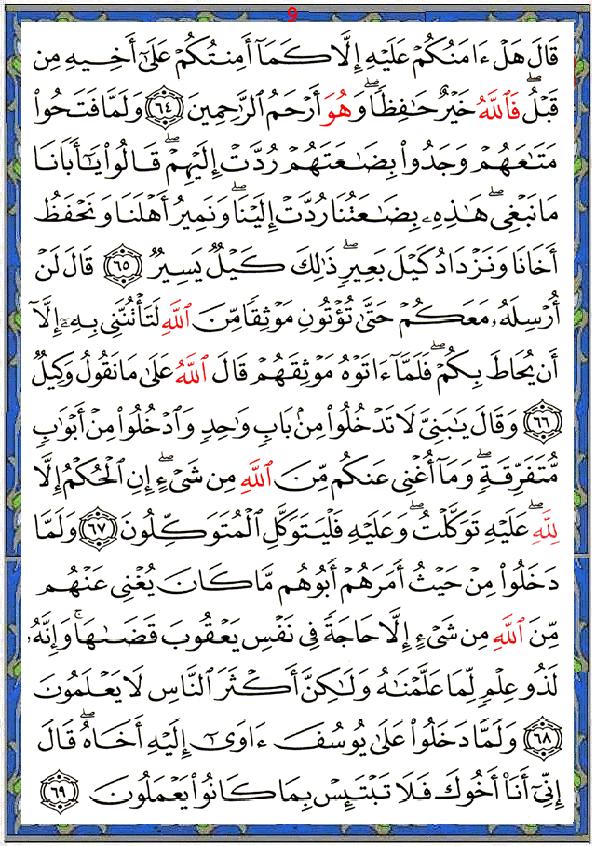 9
قَالَ هَلْ ءَامَنُكُمْ عَلَيْهِ إِلَّا كَمَآ أَمِنتُكُمْ عَلَىٰٓ أَخِيهِ مِن
قَبْلُ ۖ فَٱللَّهُ خَيْرٌ حَٰفِظًا ۖ وَهُوَ أَرْحَمُ ٱلرَّٰحِمِينَ ٦٤ وَلَمَّا فَتَحُوا۟
مَتَٰعَهُمْ وَجَدُوا۟ بِضَٰعَتَهُمْ رُدَّتْ إِلَيْهِمْ ۖ قَالُوا۟ يَٰٓأَبَانَا
مَا نَبْغِى ۖ هَٰذِهِۦ بِضَٰعَتُنَا رُدَّتْ إِلَيْنَا ۖ وَنَمِيرُ أَهْلَنَا وَنَحْفَظُ
أَخَانَا وَنَزْدَادُ كَيْلَ بَعِيرٍ ۖ ذَٰلِكَ كَيْلٌ يَسِيرٌ ٦٥ قَالَ لَنْ
أُرْسِلَهُۥ مَعَكُمْ حَتَّىٰ تُؤْتُونِ مَوْثِقًا مِّنَ ٱللَّهِ لَتَأْتُنَّنِى بِهِۦٓ إِلَّآ
أَن يُحَاطَ بِكُمْ ۖ فَلَمَّآ ءَاتَوْهُ مَوْثِقَهُمْ قَالَ ٱللَّهُ عَلَىٰ مَا نَقُولُ وَكِيلٌ
٦٦ وَقَالَ يَٰبَنِىَّ لَا تَدْخُلُوا۟ مِنۢ بَابٍ وَٰحِدٍ وَٱدْخُلُوا۟ مِنْ أَبْوَٰبٍ
مُّتَفَرِّقَةٍ ۖ وَمَآ أُغْنِى عَنكُم مِّنَ ٱللَّهِ مِن شَىْءٍ ۖ إِنِ ٱلْحُكْمُ إِلَّا
لِلَّهِ ۖ عَلَيْهِ تَوَكَّلْتُ ۖ وَعَلَيْهِ فَلْيَتَوَكَّلِ ٱلْمُتَوَكِّلُونَ ٦٧ وَلَمَّا
دَخَلُوا۟ مِنْ حَيْثُ أَمَرَهُمْ أَبُوهُم مَّا كَانَ يُغْنِى عَنْهُم
مِّنَ ٱللَّهِ مِن شَىْءٍ إِلَّا حَاجَةً فِى نَفْسِ يَعْقُوبَ قَضَىٰهَا ۚ وَإِنَّهُۥ
لَذُو عِلْمٍ لِّمَا عَلَّمْنَٰهُ وَلَٰكِنَّ أَكْثَرَ ٱلنَّاسِ لَا يَعْلَمُونَ
٦٨ وَلَمَّا دَخَلُوا۟ عَلَىٰ يُوسُفَ ءَاوَىٰٓ إِلَيْهِ أَخَاهُ ۖ قَالَ
إِنِّىٓ أَنَا۠ أَخُوكَ فَلَا تَبْتَئِسْ بِمَا كَانُوا۟ يَعْمَلُونَ ٦٩